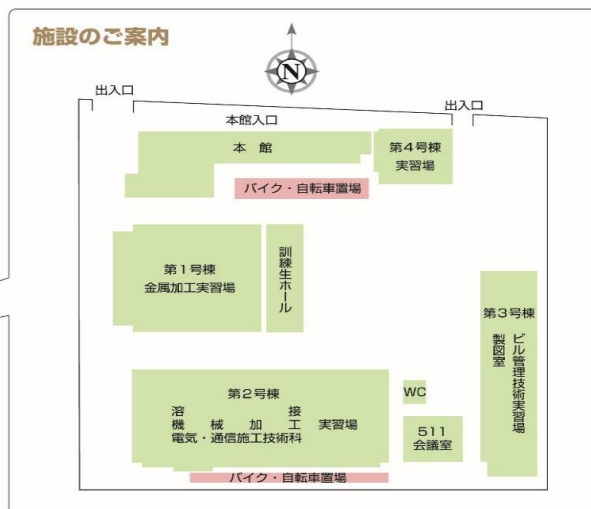 施設のご案内
N
出入口
出入口
本館入口
本 館
第4号棟
実習場
バイク・自転車置場
第1号棟
金属加工実習場
訓練生ホール
第3号棟
ビル管理技術実習場
製図室
第2号棟
溶 接
機 械 加 工 実習場
電気・通信施工技術科
WC
511
会議室
バイク・自転車置場